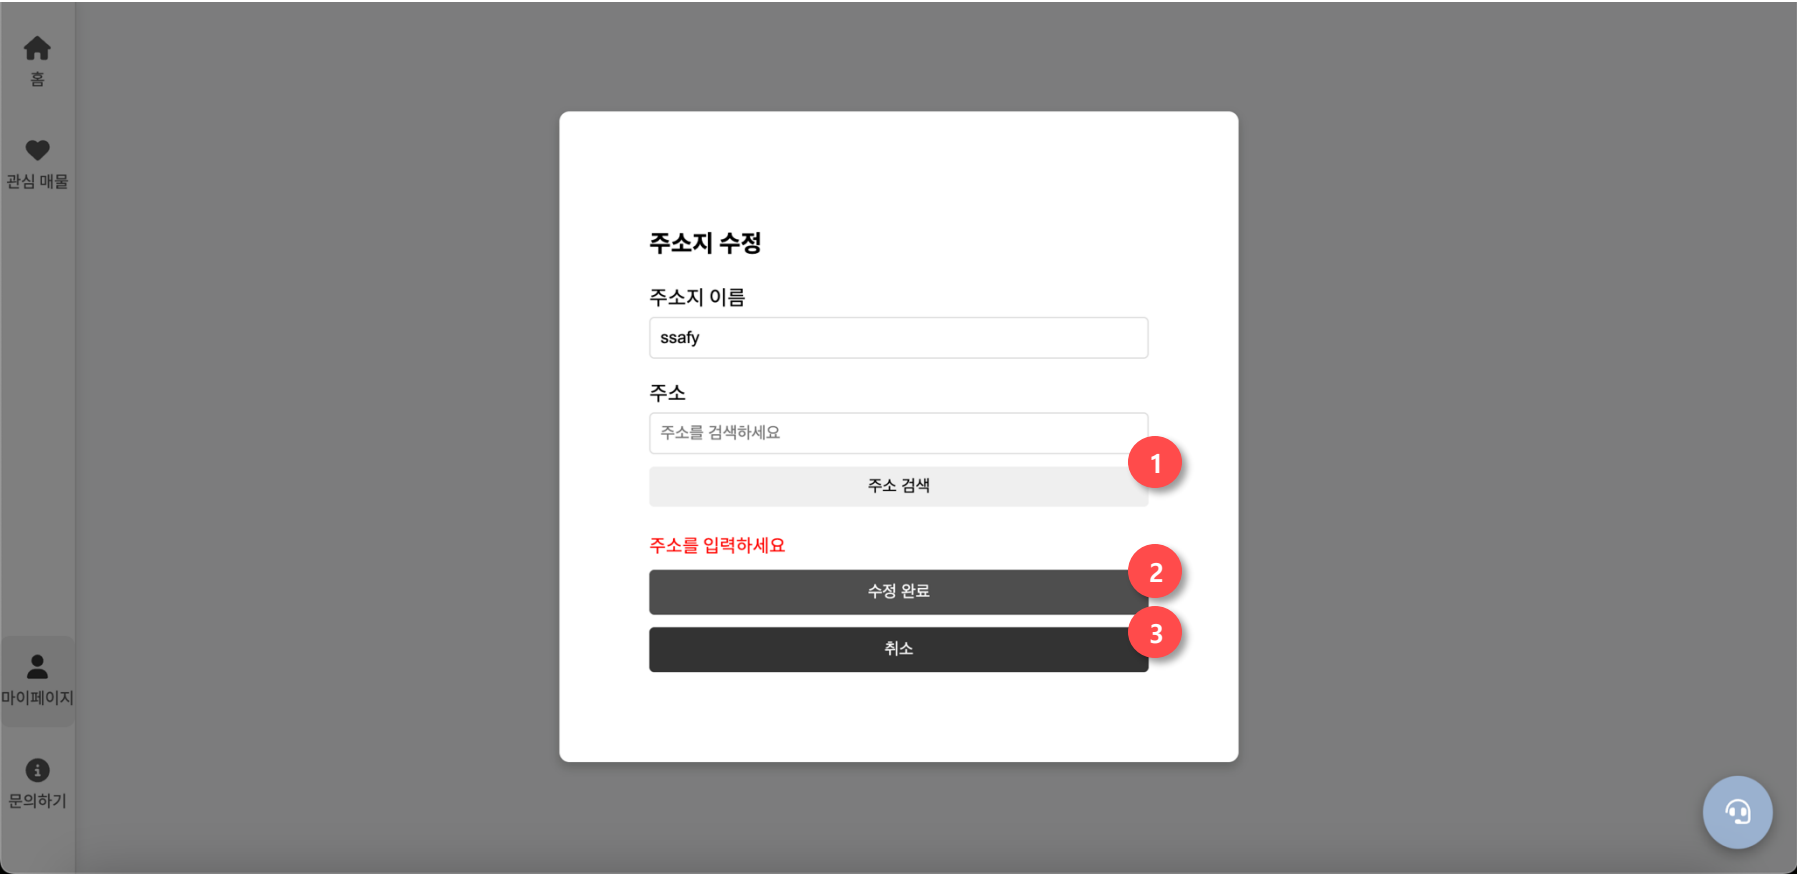 홈
관심 매물
마이페이지
문의하기
주소지 수정
주소지 이름
ssafy
주소
주소를 검색하세요
1
주소 검색
주소를 입력하세요
2
수정 완료
3
취소